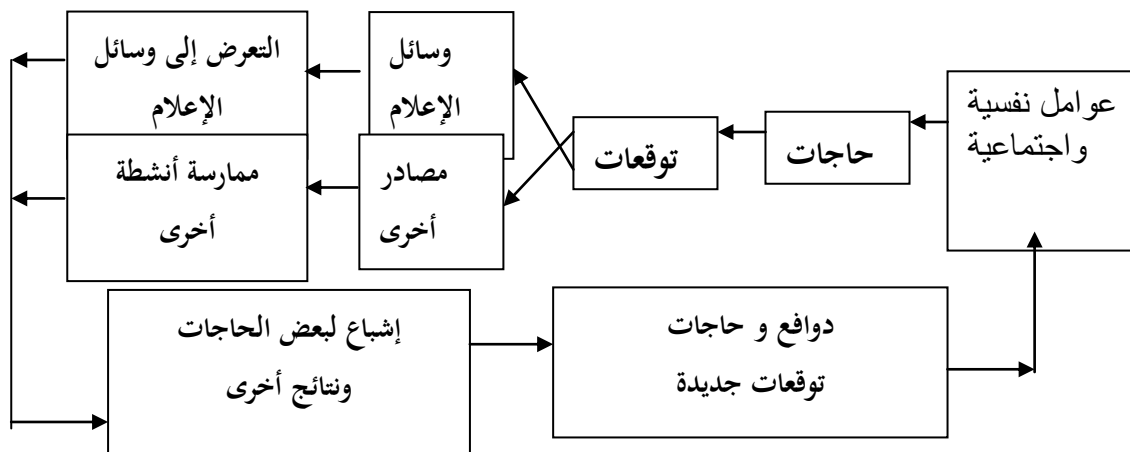 عوامل نفسية
واجتماعية
حاجات
توقعات
وسائل
الإعلام
التعرض إلى وسائل
الإعلام
مصادر
أخرى
ممارسة أنشطة
أخرى
إشباع لبعض الحاجات
ونتائج أخرى
دوافع و حاجات
توقعات جديدة